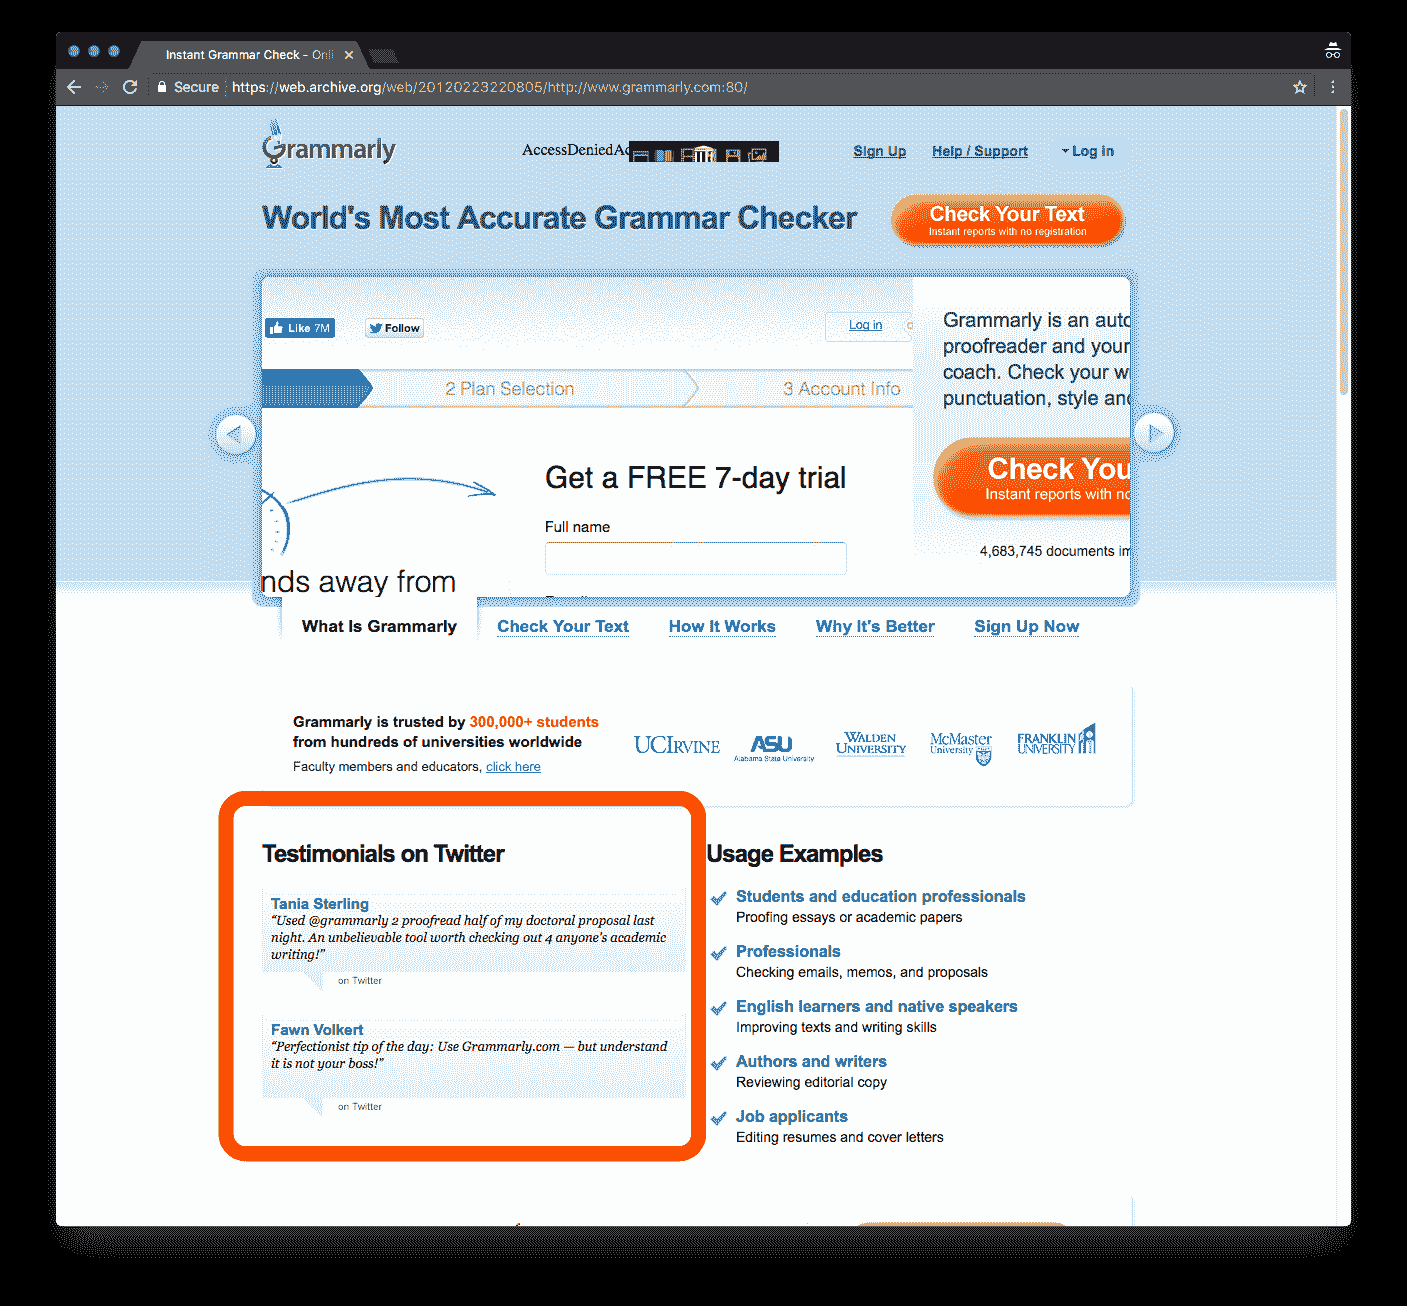 Instant Grammar Check - Onli
Secure https://web.archive.org/web/20120223220805/http://www.grammarly.com:80/
Grammarly
AccessDeniedAc
Sign Up Help / Support Log in
World's Most Accurate Grammar Checker
Check Your Text
Instant reports with no registration
Like 7M
Follow
Log in
2 Plan Selection
3 Account Info
Get a FREE 7-day trial
Full name
nds away from
Grammarly is an auto
proofreader and your
coach. Check your w
punctuation, style and
Check You
Instant reports with no
4,683,745 documents im
What Is Grammarly Check Your Text How It Works Why It's Better Sign Up Now
Grammarly is trusted by 300,000+ students
from hundreds of universities worldwide
Faculty members and educators, click here
UCIRVINE
ASU
Alabama State University
WALDEN
UNIVERSITY
McMaster
University
FRANKLIN
UNIVERSITY
Testimonials on Twitter
Tania Sterling
“Used @grammarly 2 proofread half of my doctoral proposal last
night. An unbelievable tool worth checking out 4 anyone's academic
writing!”
on Twitter
Fawn Volkert
“Perfectionist tip of the day: Use Grammarly.com — but understand
it is not your boss!”
on Twitter
Usage Examples
Students and education professionals
Proofing essays or academic papers
Professionals
Checking emails, memos, and proposals
English learners and native speakers
Improving texts and writing skills
Authors and writers
Reviewing editorial copy
Job applicants
Editing resumes and cover letters